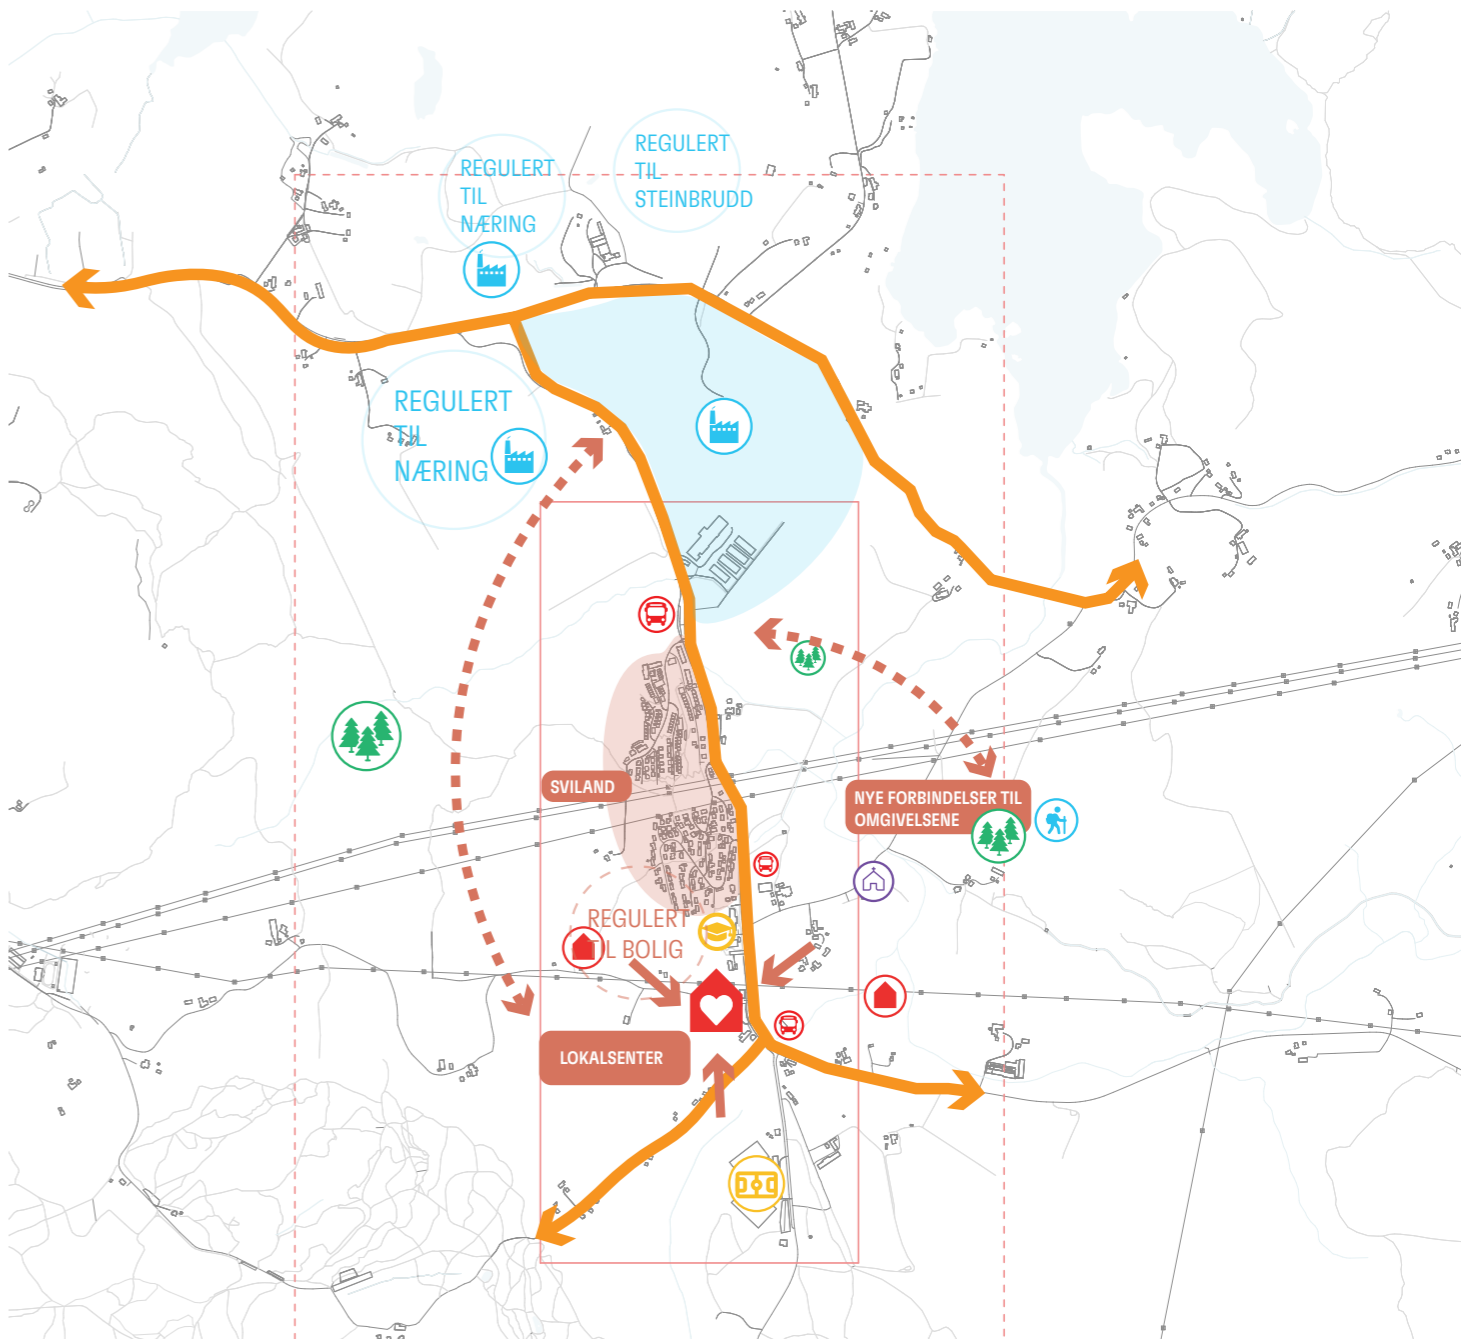 REGULERT
TIL
STEINBRUDD
REGULERT
TIL
NÆRING
REGULERT
TIL
NÆRING
SVILAND
NYE FORBINDELSER TIL
OMGIVELSENE
REGULERT
TIL BOLIG
LOKALSENTER